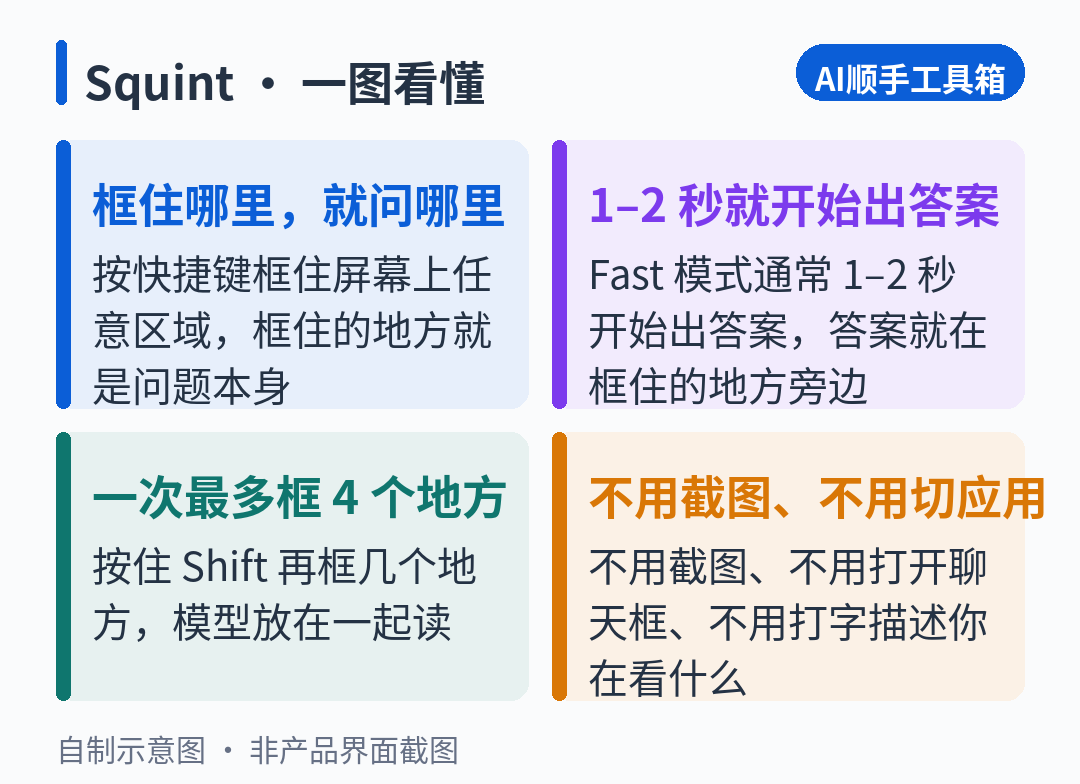 Squint · 一图看懂
AI顺手工具箱
框住哪里，就问哪里
按快捷键框住屏幕上任
意区域，框住的地方就
是问题本身
1–2 秒就开始出答案
Fast 模式通常 1–2 秒
开始出答案，答案就在
框住的地方旁边
一次最多框 4 个地方
按住 Shift 再框几个地
方，模型放在一起读
不用截图、不用切应用
不用截图、不用打开聊
天框、不用打字描述你
在看什么
自制示意图 · 非产品界面截图